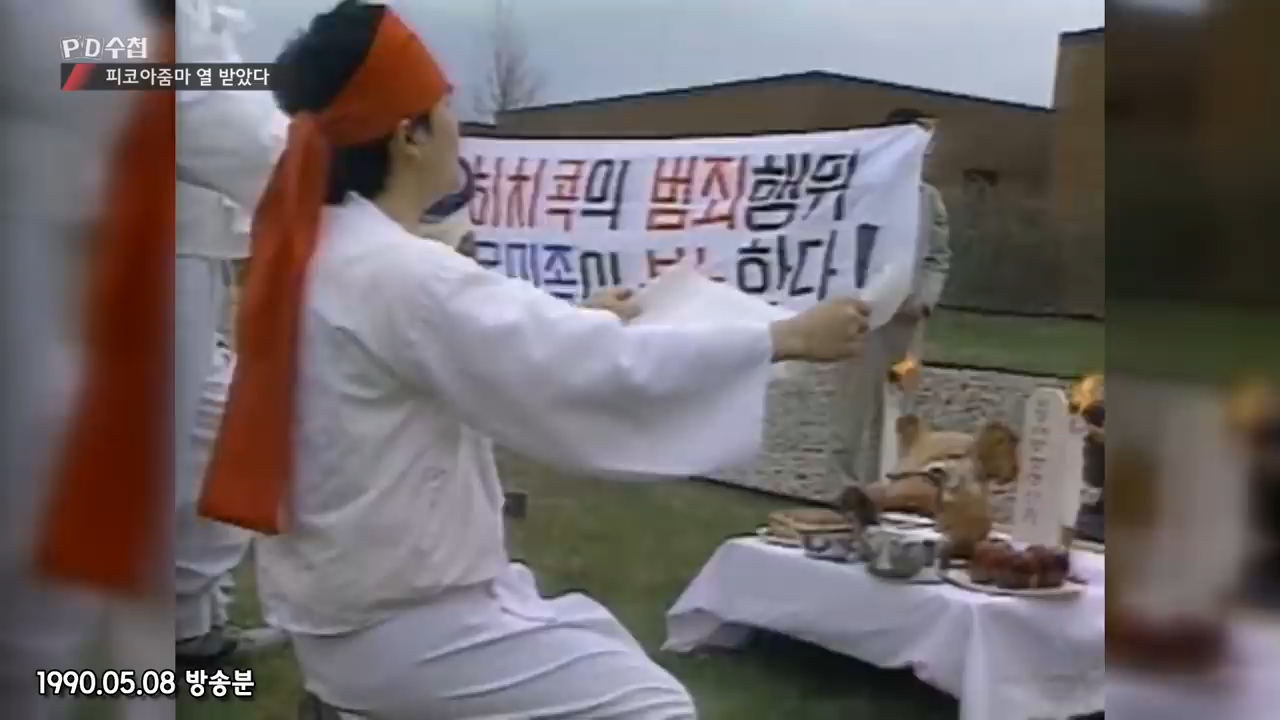 PD수첩
피코아줌마 열 받았다
히치콕의 범죄행위
한다!
1990.05.08 방송분